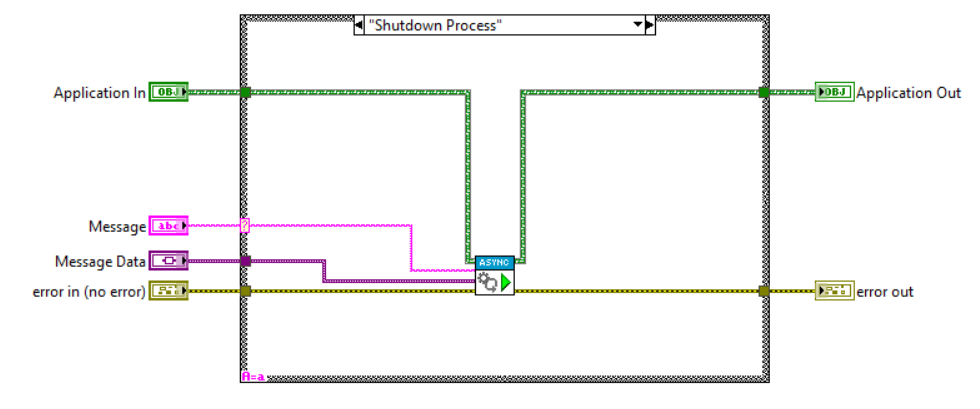 "Shutdown Process"
Application In
OBJ
OBJ
Application Out
Message
abc
?
Message Data
ASYNC
error in (no error)
error out
A=a